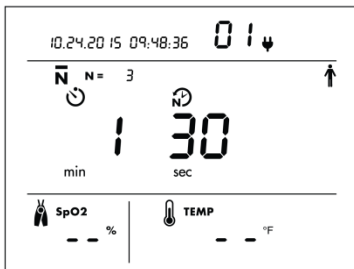 10.24.2015 09:48:36 01
N N = 3
N
1 30
min sec
SpO2 TEMP
-- % -- °F